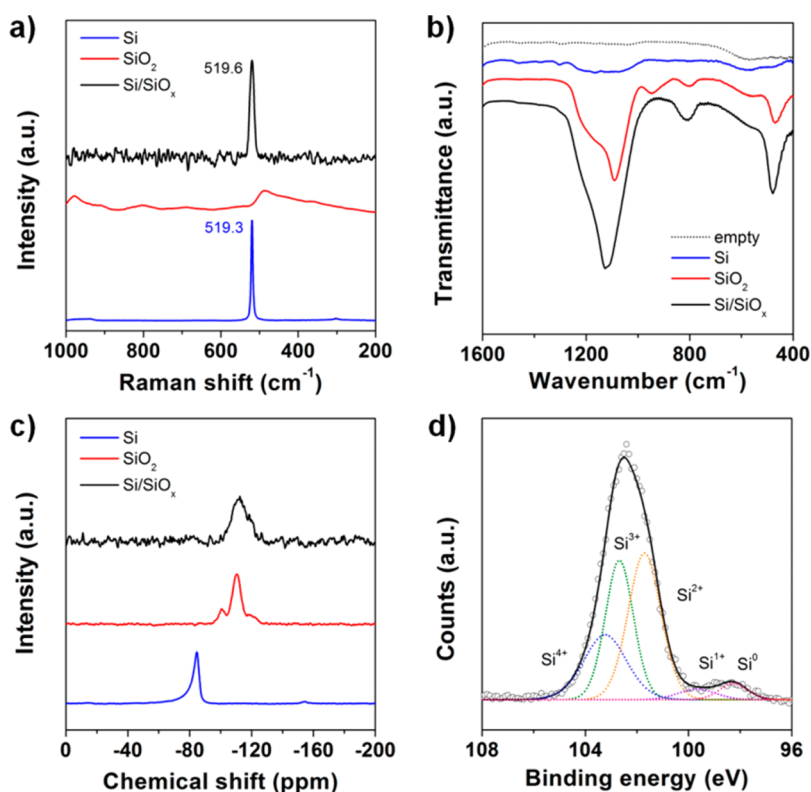 a)
Si
SiO₂
Si/SiOₓ
519.6
519.3
Intensity (a.u.)
1000 800 600 400 200
Raman shift (cm⁻¹)
b)
Transmittance (a.u.)
empty
Si
SiO₂
Si/SiOₓ
1600 1200 800 400
Wavenumber (cm⁻¹)
c)
Si
SiO₂
Si/SiOₓ
Intensity (a.u.)
0 -40 -80 -120 -160 -200
Chemical shift (ppm)
d)
Counts (a.u.)
Si³⁺
Si²⁺
Si⁴⁺
Si¹⁺
Si⁰
108 104 100 96
Binding energy (eV)